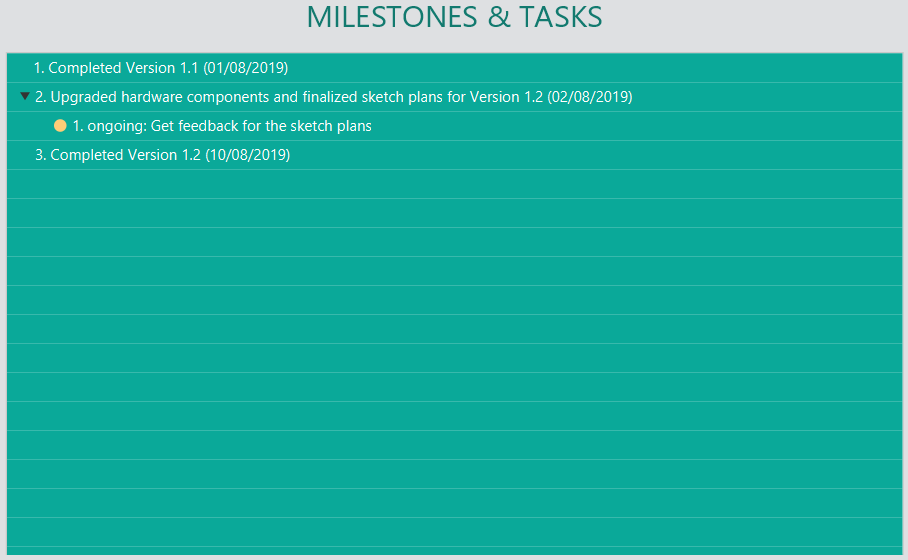 MILESTONES & TASKS
1. Completed Version 1.1 (01/08/2019)
2. Upgraded hardware components and finalized sketch plans for Version 1.2 (02/08/2019)
1. ongoing: Get feedback for the sketch plans
3. Completed Version 1.2 (10/08/2019)